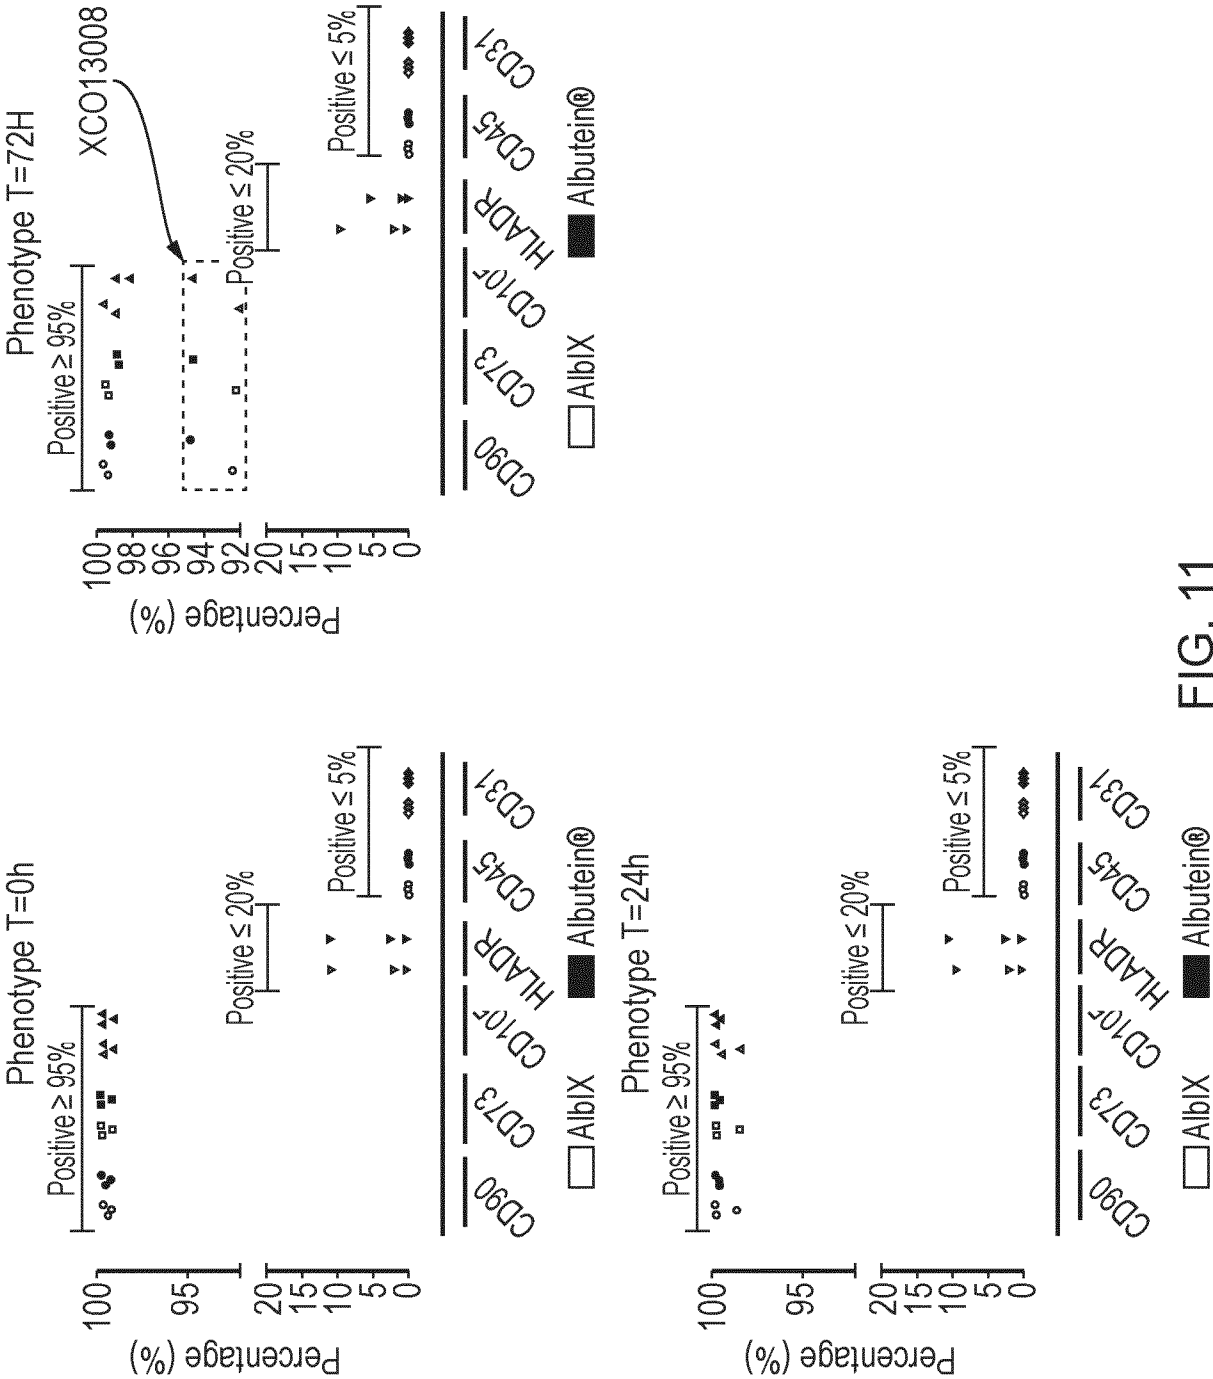 Phenotype T=0h
Positive ≥ 95%
Positive ≤ 20%
Positive ≤ 5%
Percentage (%)
100
95
20
15
10
5
0
CD90
CD73
HLADR
CD45
CD31
AlbIX
Albutein®
Phenotype T=72H
XCO13008
Positive ≥ 95%
Positive ≤ 20%
Positive ≤ 5%
Percentage (%)
100
98
96
94
92
20
15
10
5
0
CD90
CD73
HLADR
CD45
CD31
AlbIX
Albutein®
Phenotype T=24h
Positive ≥ 95%
Positive ≤ 20%
Positive ≤ 5%
Percentage (%)
100
95
20
15
10
5
0
CD90
CD73
HLADR
CD45
CD31
AlbIX
Albutein®
FIG. 11